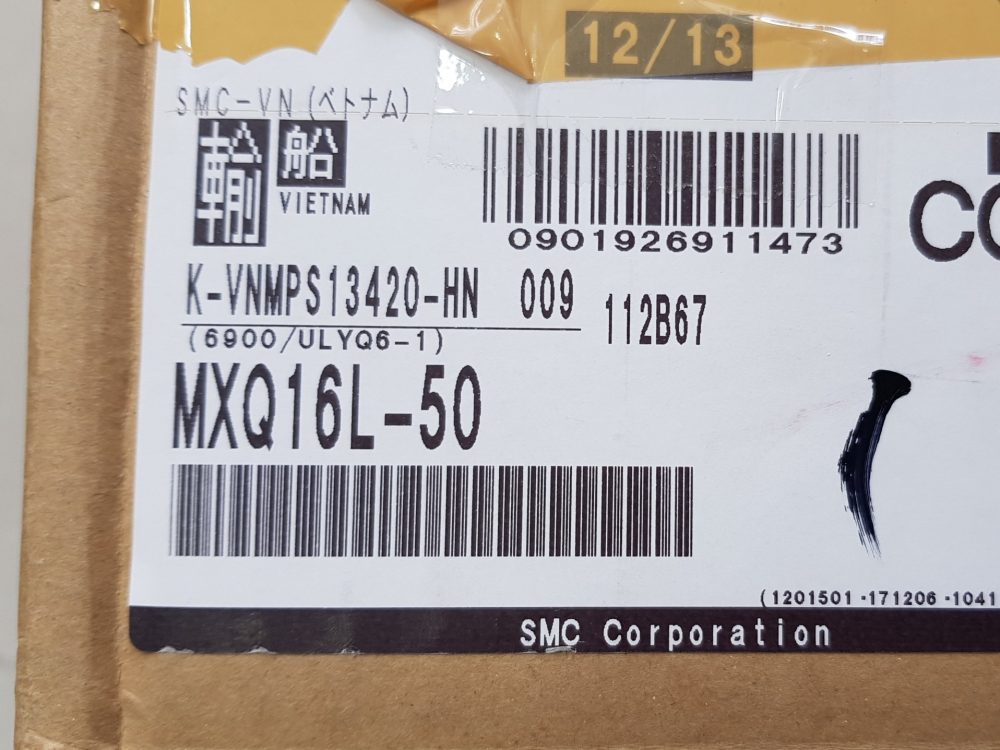 12/13
SMC-VN(ベトナム)
輸 船
VIETNAM
0901926911473
K-VNMPS13420-HN 009
112B67
(6900/ULYQ6-1)
MXQ16L-50
(1201501 -171206 -1041
SMC Corporation